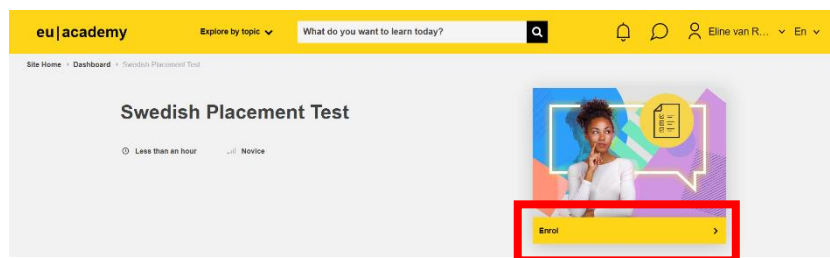 eu|academy
Explore by topic
What do you want to learn today?
Eline van R...
En
Site Home
Dashboard
Swedish Placement Test
Swedish Placement Test
Less than an hour
Novice
Enrol